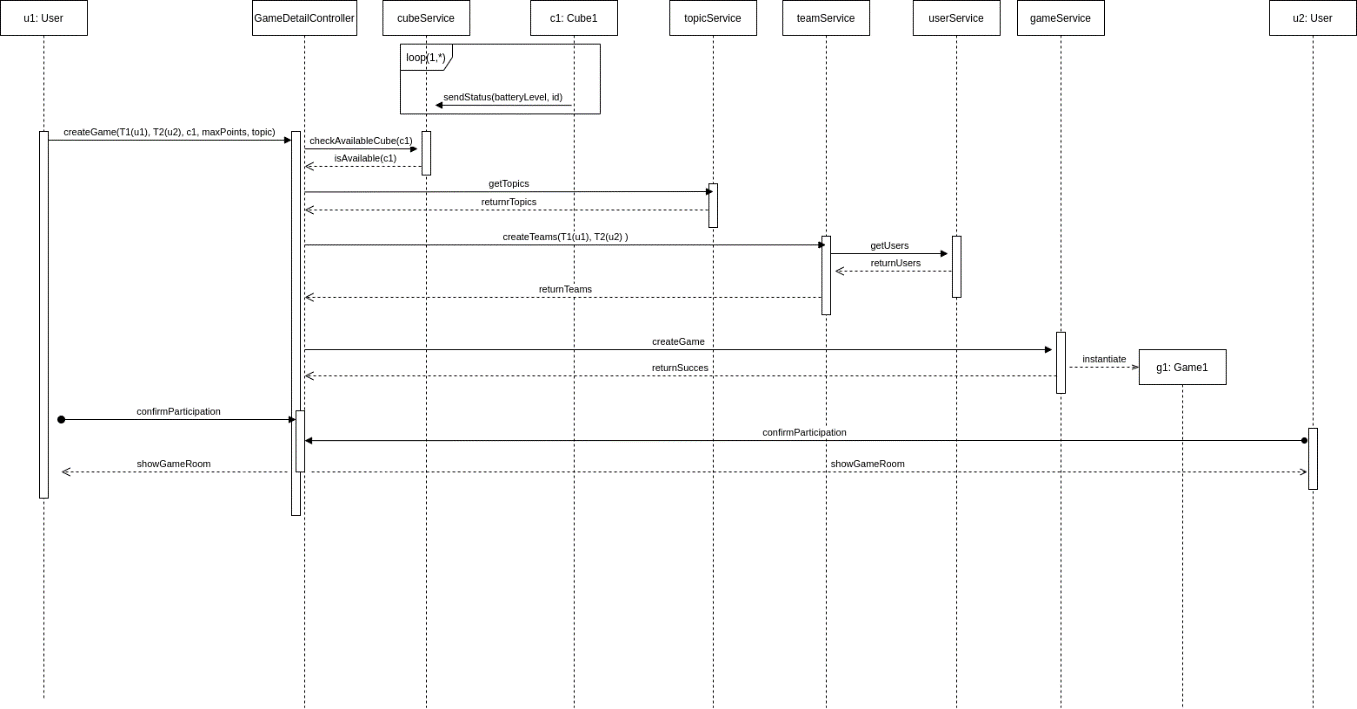 u1: User
GameDetailController
cubeService
c1: Cube1
topicService
teamService
userService
gameService
u2: User
loop(1,*)
sendStatus(batteryLevel, id)
createGame(T1(u1), T2(u2), c1, maxPoints, topic)
checkAvailableCube(c1)
isAvailable(c1)
getTopics
returnrTopics
createTeams(T1(u1), T2(u2) )
getUsers
returnUsers
returnTeams
createGame
instantiate
g1: Game1
returnSucces
confirmParticipation
confirmParticipation
showGameRoom
showGameRoom